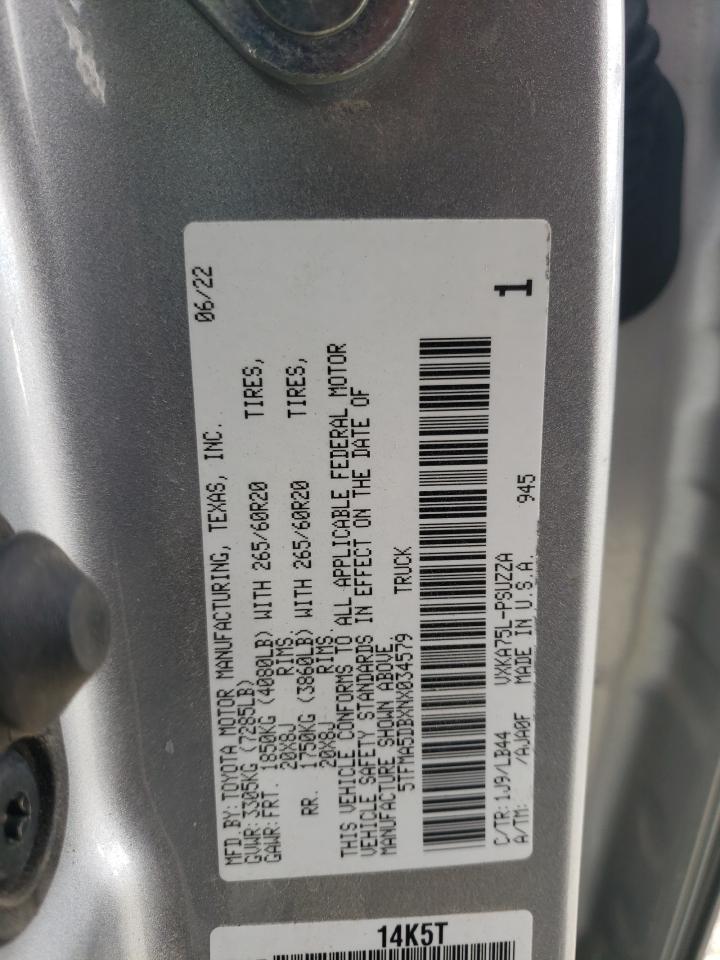 06/22
MFD.BY:TOYOTA MOTOR MANUFACTURING, TEXAS, INC.
GVWR:3305KG (7285LB)
GAWR:FRT. 1850KG (4080LB) WITH 265/60R20 TIRES,
20X8J RIMS.
RR. 1750KG (3860LB) WITH 265/60R20 TIRES,
20X8J RIMS.
THIS VEHICLE CONFORMS TO ALL APPLICABLE FEDERAL MOTOR
VEHICLE SAFETY STANDARDS IN EFFECT ON THE DATE OF
MANUFACTURE SHOWN ABOVE
5TFMA5DBXNX034579 TRUCK
C/TR:1J9/LB44 VXKA75L-PSUZZA 945
A/TM: /AJA0F MADE IN U.S.A.
1
14K5T